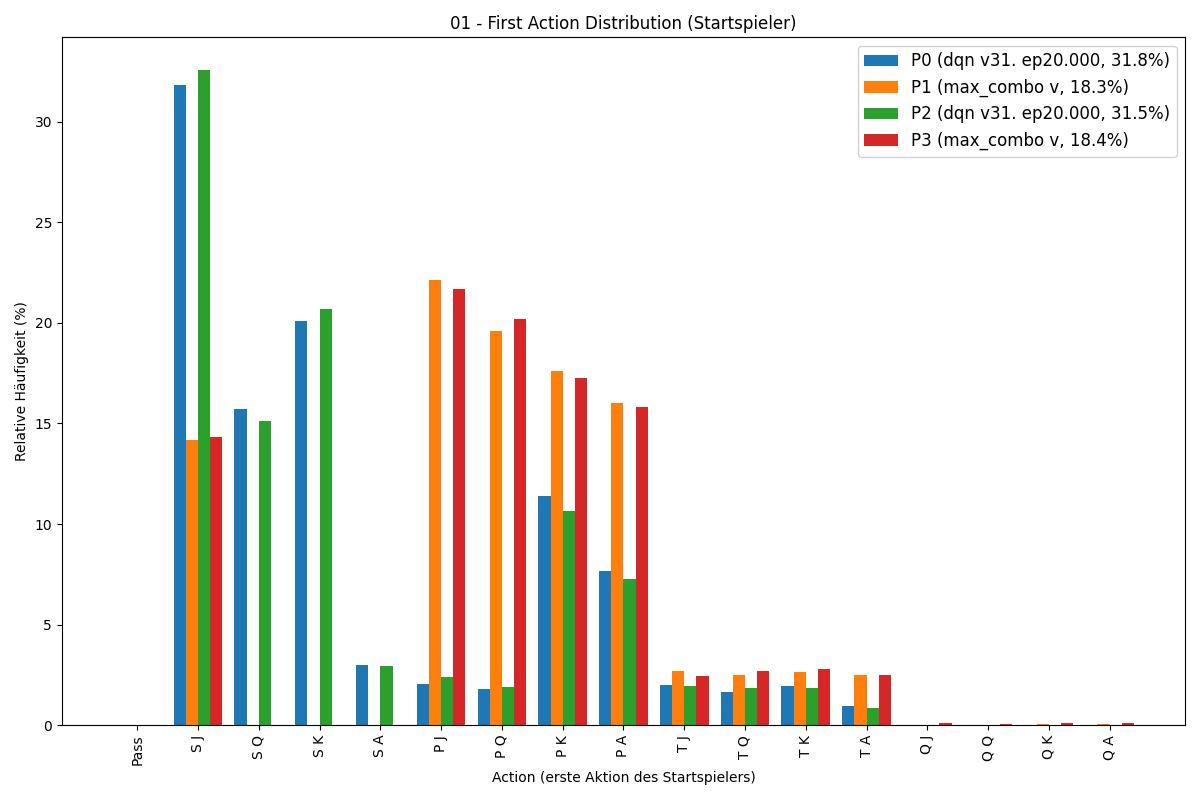 01 - First Action Distribution (Startspieler)
P0 (dqn v31. ep20.000, 31.8%)
P1 (max_combo v, 18.3%)
P2 (dqn v31. ep20.000, 31.5%)
P3 (max_combo v, 18.4%)
Relative Häufigkeit (%)
30
25
20
15
10
5
0
Pass
S J
S Q
S K
S A
P J
P Q
P K
P A
T J
T Q
T K
T A
Q J
Q Q
Q K
Q A
Action (erste Aktion des Startspielers)